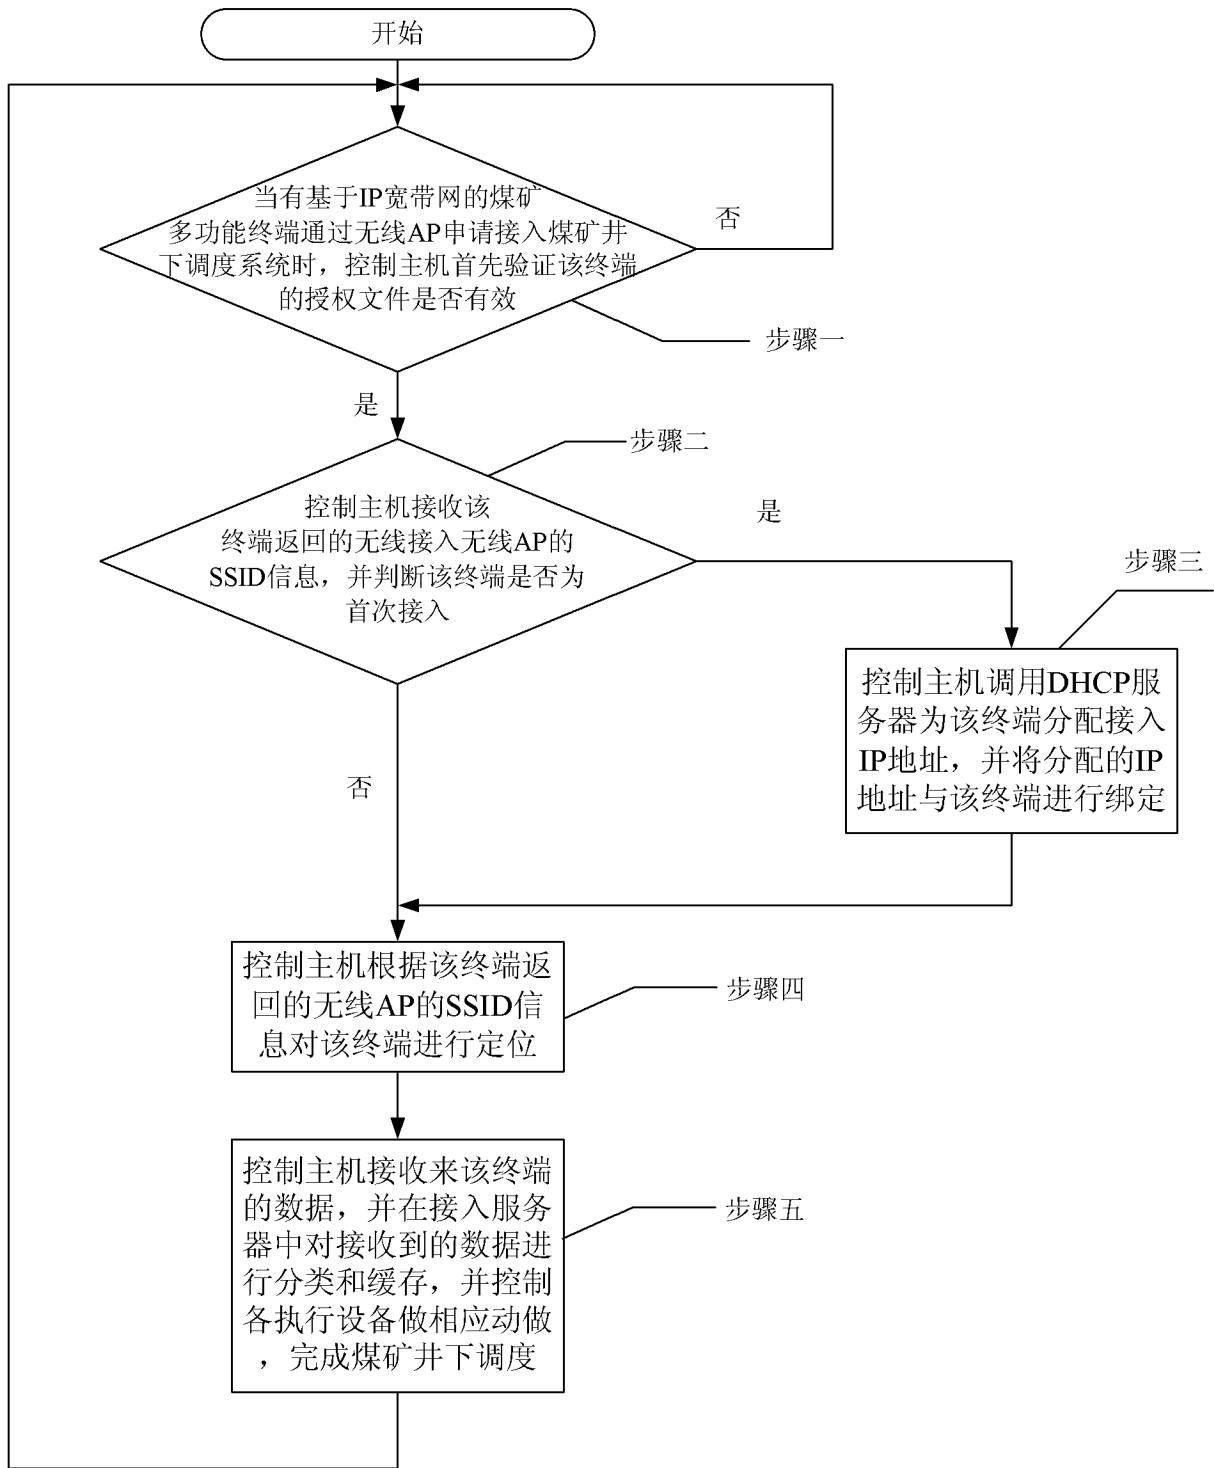 开始
当有基于IP宽带网的煤矿
多功能终端通过无线AP申请接入煤矿井
下调度系统时，控制主机首先验证该终端
的授权文件是否有效
否
步骤一
是
步骤二
控制主机接收该
终端返回的无线接入无线AP的
SSID信息，并判断该终端是否为
首次接入
是
步骤三
控制主机调用DHCP服
务器为该终端分配接入
IP地址，并将分配的IP
地址与该终端进行绑定
否
控制主机根据该终端返
回的无线AP的SSID信
息对该终端进行定位
步骤四
控制主机接收来该终端
的数据，并在接入服务
器中对接收到的数据进
行分类和缓存，并控制
各执行设备做相应动做
，完成煤矿井下调度
步骤五